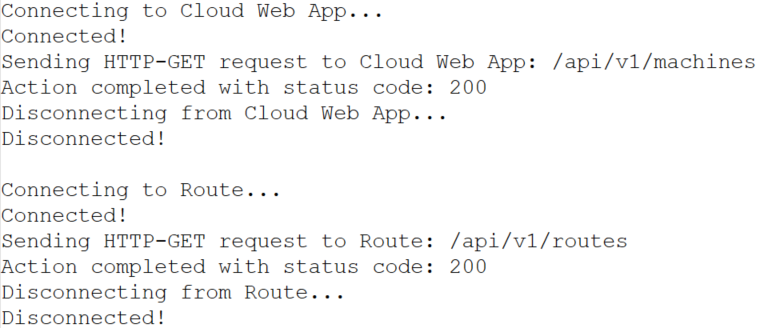 Connecting to Cloud Web App...
Connected!
Sending HTTP-GET request to Cloud Web App: /api/v1/machines
Action completed with status code: 200
Disconnecting from Cloud Web App...
Disconnected!

Connecting to Route...
Connected!
Sending HTTP-GET request to Route: /api/v1/routes
Action completed with status code: 200
Disconnecting from Route...
Disconnected!